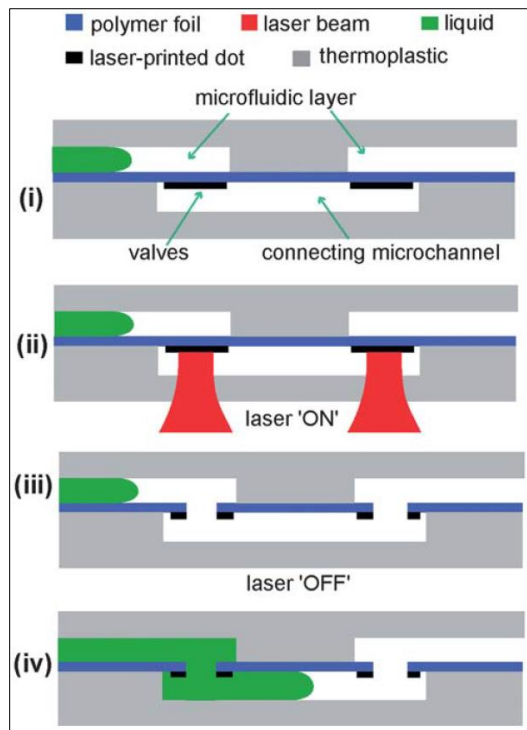 polymer foil laser beam liquid
laser-printed dot thermoplastic
microfluidic layer
(i)
valves connecting microchannel
(ii)
laser 'ON'
(iii)
laser 'OFF'
(iv)